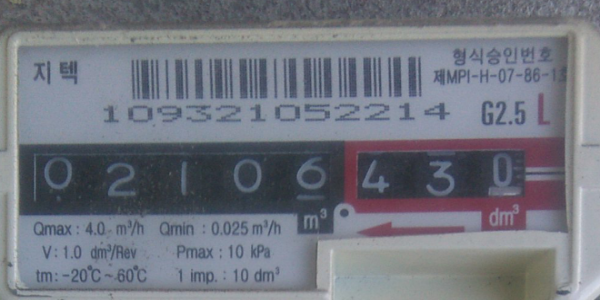 지텍
형식승인번호
제MPI-H-07-86-13
109321052214
G2.5 L
02106 430
m³
dm³
Qmax : 4.0 m³/h Qmin : 0.025 m³/h
V : 1.0 dm³/Rev Pmax : 10 kPa
tm : -20℃ ~ 60℃ 1 imp. : 10 dm³